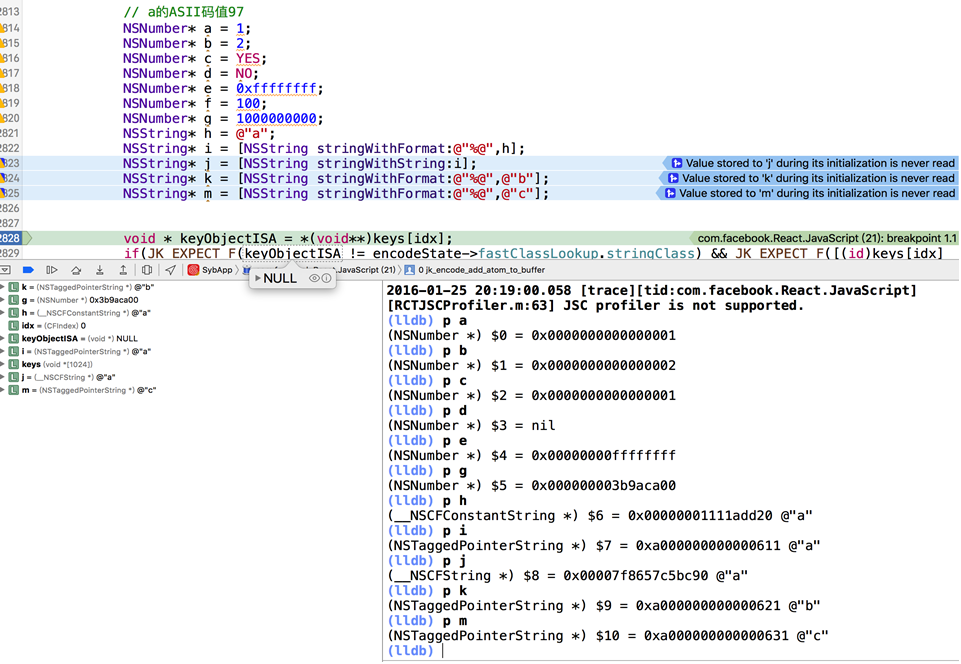 2813 // a的ASII码值97
2814 NSNumber* a = 1;
2815 NSNumber* b = 2;
2816 NSNumber* c = YES;
2817 NSNumber* d = NO;
2818 NSNumber* e = 0xffffffff;
2819 NSNumber* f = 100;
2820 NSNumber* g = 1000000000;
2821 NSString* h = @"a";
2822 NSString* i = [NSString stringWithFormat:@"%@",h];
823 NSString* j = [NSString stringWithString:i]; Value stored to 'j' during its initialization is never read
824 NSString* k = [NSString stringWithFormat:@"%@",@"b"]; Value stored to 'k' during its initialization is never read
825 NSString* m = [NSString stringWithFormat:@"%@",@"c"]; Value stored to 'm' during its initialization is never read
2826
2827
2828 void * keyObjectISA = *(void**)keys[idx]; com.facebook.React.JavaScript (21): breakpoint 1.1
2829 if(JK_EXPECT_F(keyObjectISA != encodeState->fastClassLookup.stringClass) && JK_EXPECT_F([(id)keys[idx]
SybApp React.JavaScript (21) 0 jk_encode_add_atom_to_buffer
NULL
k = (NSTaggedPointerString *) @"b"
g = (NSNumber *) 0x3b9aca00
h = (__NSCFConstantString *) @"a"
idx = (CFIndex) 0
keyObjectISA = (void *) NULL
i = (NSTaggedPointerString *) @"a"
keys (void *[1024])
j = (__NSCFString *) @"a"
m = (NSTaggedPointerString *) @"c"
2016-01-25 20:19:00.058 [trace][tid:com.facebook.React.JavaScript]
[RCTJSCProfiler.m:63] JSC profiler is not supported.
(lldb) p a
(NSNumber *) $0 = 0x0000000000000001
(lldb) p b
(NSNumber *) $1 = 0x0000000000000002
(lldb) p c
(NSNumber *) $2 = 0x0000000000000001
(lldb) p d
(NSNumber *) $3 = nil
(lldb) p e
(NSNumber *) $4 = 0x00000000ffffffff
(lldb) p g
(NSNumber *) $5 = 0x000000003b9aca00
(lldb) p h
(__NSCFConstantString *) $6 = 0x00000001111add20 @"a"
(lldb) p i
(NSTaggedPointerString *) $7 = 0xa000000000000611 @"a"
(lldb) p j
(__NSCFString *) $8 = 0x00007f8657c5bc90 @"a"
(lldb) p k
(NSTaggedPointerString *) $9 = 0xa000000000000621 @"b"
(lldb) p m
(NSTaggedPointerString *) $10 = 0xa000000000000631 @"c"
(lldb)